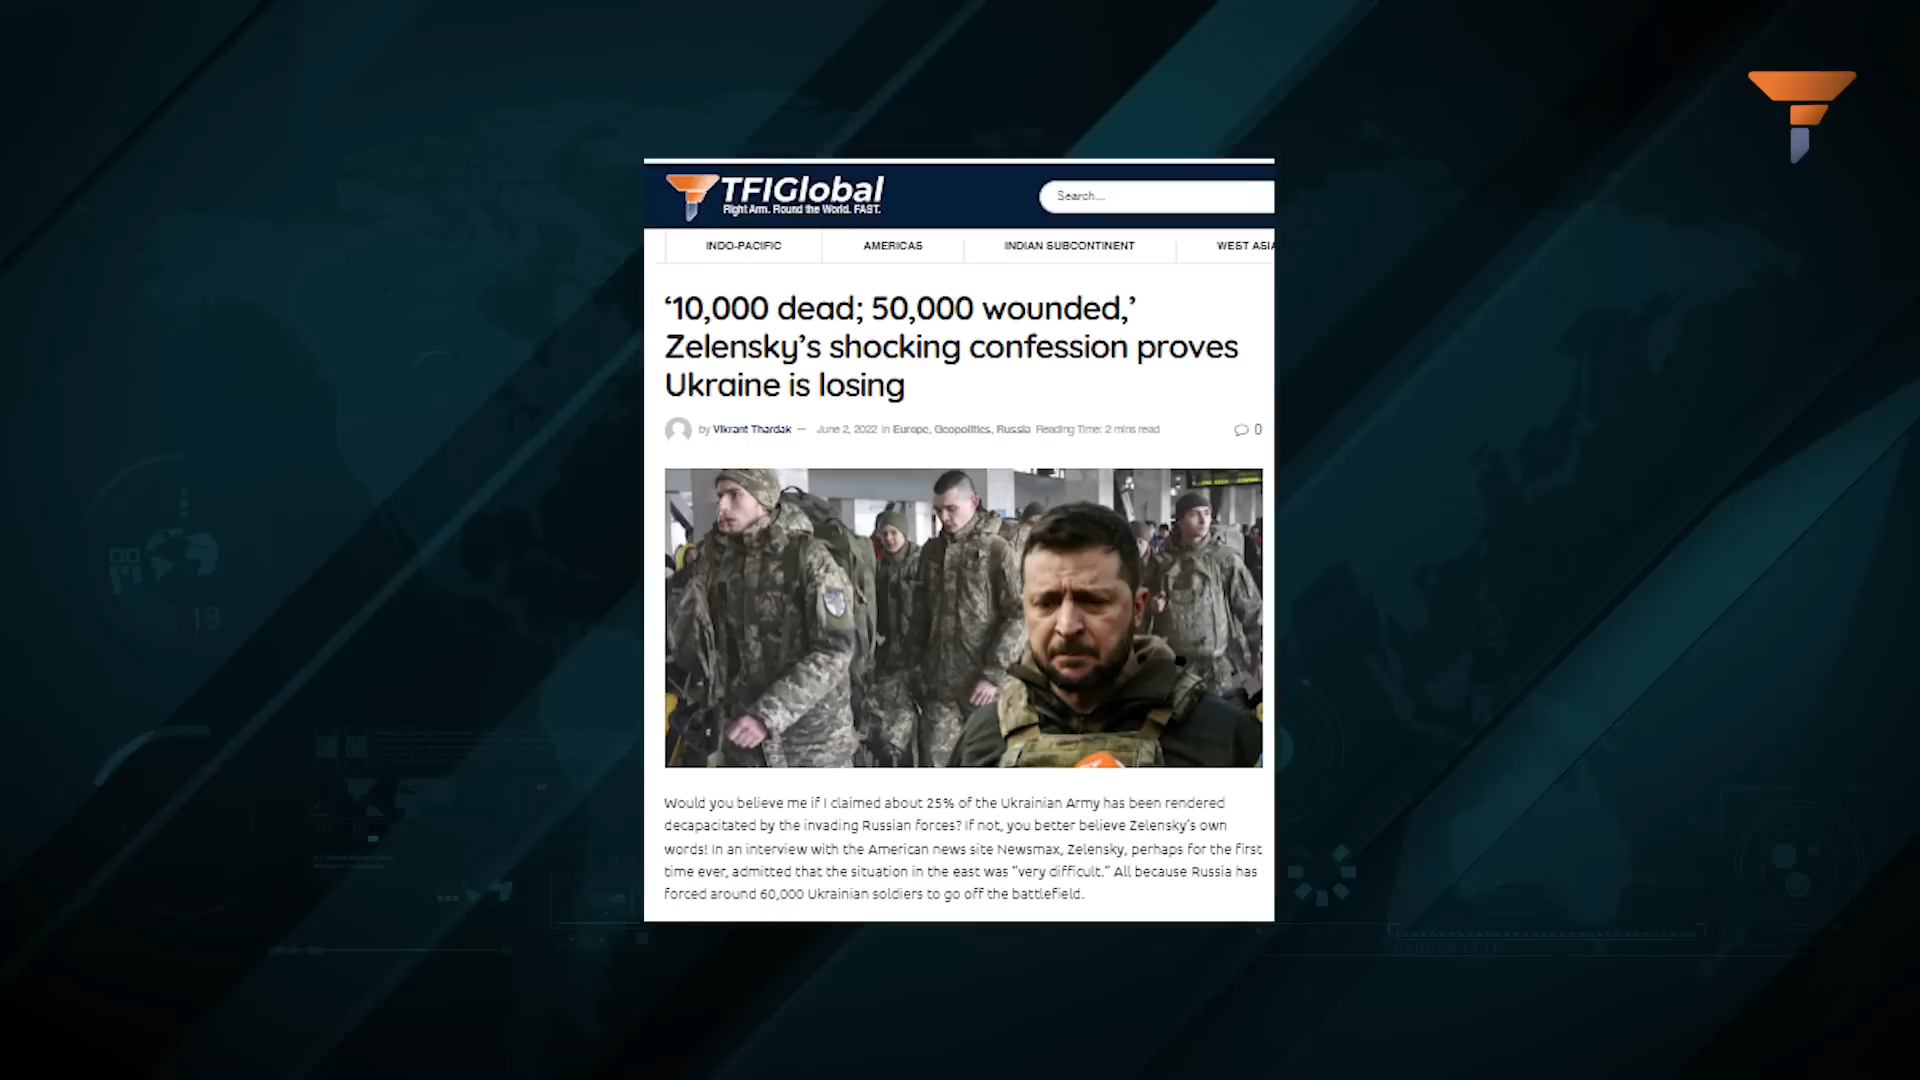 TFIGlobal
Right Arm. Round the World. FAST.
Search....
INDO-PACIFIC
AMERICAS
INDIAN SUBCONTINENT
WEST ASIA
‘10,000 dead; 50,000 wounded,’
Zelensky’s shocking confession proves
Ukraine is losing
by Vikrant Thardak — June 2, 2022 in Europe, Geopolitics, Russia Reading Time: 2 mins read
0
Would you believe me if I claimed about 25% of the Ukrainian Army has been rendered
decapacitated by the invading Russian forces? If not, you better believe Zelensky’s own
words! In an interview with the American news site Newsmax, Zelensky, perhaps for the first
time ever, admitted that the situation in the east was “very difficult.” All because Russia has
forced around 60,000 Ukrainian soldiers to go off the battlefield.
19